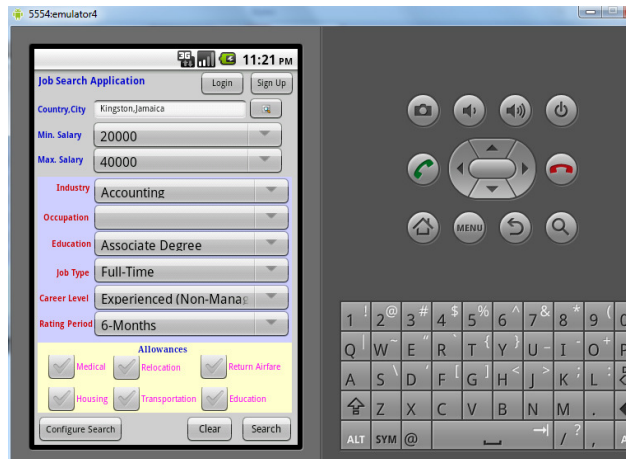 5554:emulator4
3G 11:21 PM
Job Search Application Login Sign Up
Country,City Kingston,Jamaica
Min. Salary 20000
Max. Salary 40000
Industry Accounting
Occupation
Education Associate Degree
Job Type Full-Time
Career Level Experienced (Non-Manag
Rating Period 6-Months
Allowances
Medical Relocation Return Airfare
Housing Transportation Education
Configure Search Clear Search
MENU
1 ! 2 @ 3 # 4 $ 5 % 6 ^ 7 & 8 * 9 ( 0
Q | W ~ E " R ` T { Y } U - I - O + P
A S \ D F [ G ] H < J > K ; L :
Z X C V B N M .
ALT SYM @ / ? ,